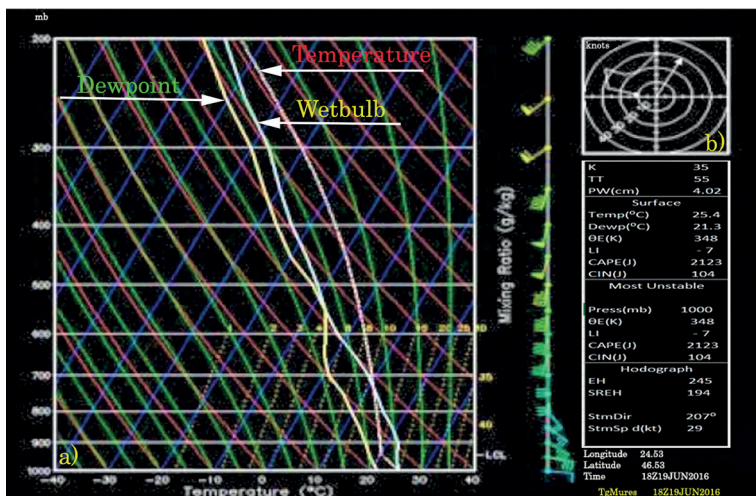 mb
200
300
400
500
600
700
800
900
1000
-40 -30 -20 -10 0 10 20 30 40
Temperature (°C)
Mixing Ratio (g/kg)
Temperature
Dewpoint
Wetbulb
LCL
a)
knots
b)
K 35
TT 55
PW(cm) 4.02
Surface
Temp(°C) 25.4
Dewp(°C) 21.3
θE(K) 348
LI - 7
CAPE(J) 2123
CIN(J) 104
Most Unstable
Press(mb) 1000
θE(K) 348
LI - 7
CAPE(J) 2123
CIN(J) 104
Hodograph
EH 245
SREH 194
StmDir 207°
StmSp d(kt) 29
Longitude 24.53
Latitude 46.53
Time 18Z19JUN2016
TgMures 18Z19JUN2016